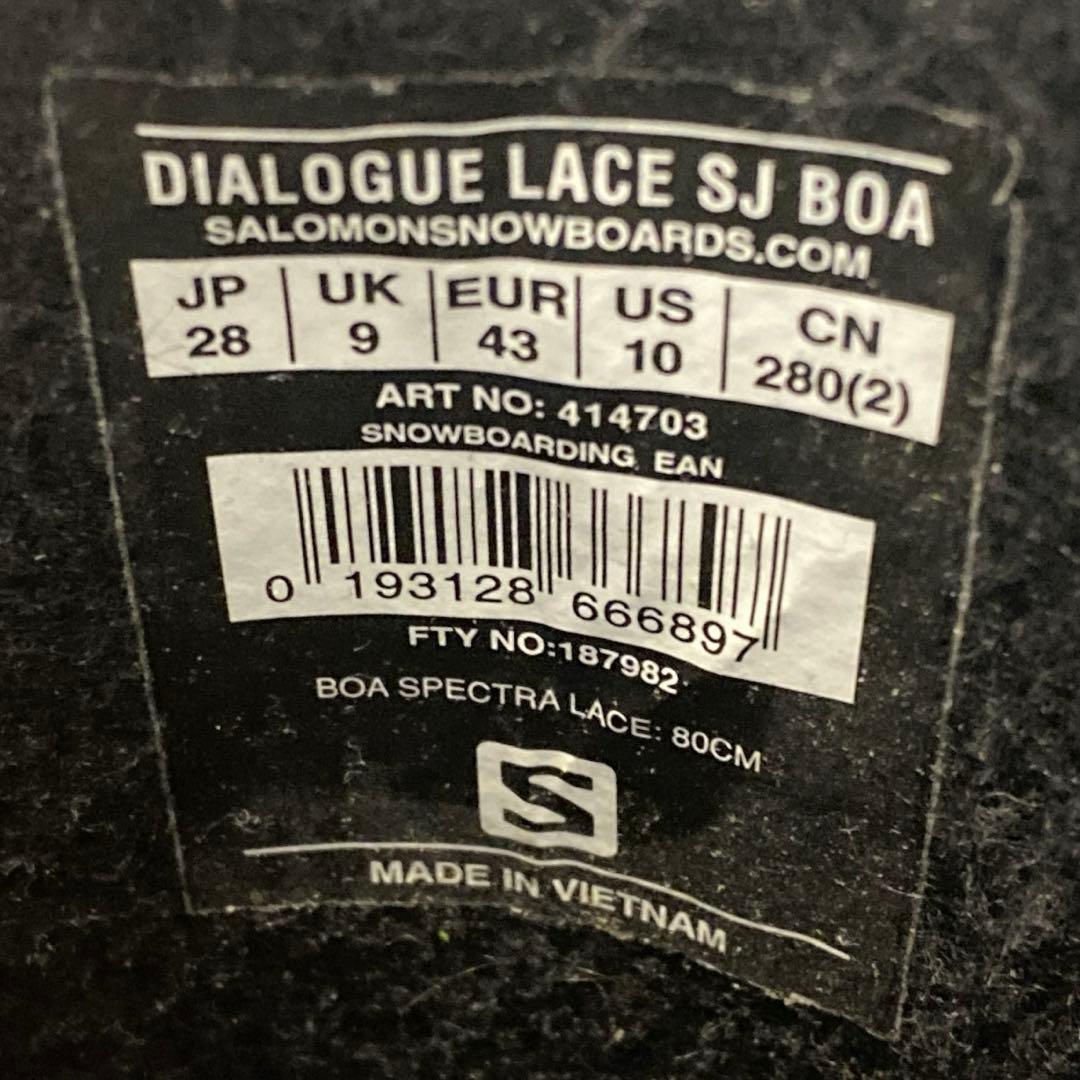 DIALOGUE LACE SJ BOA
SALOMONSNOWBOARDS.COM
JP UK EUR US CN
28 9 43 10 280(2)
ART NO: 414703
SNOWBOARDING EAN
0 193128 666897
FTY NO:187982
BOA SPECTRA LACE: 80CM
S
MADE IN VIETNAM